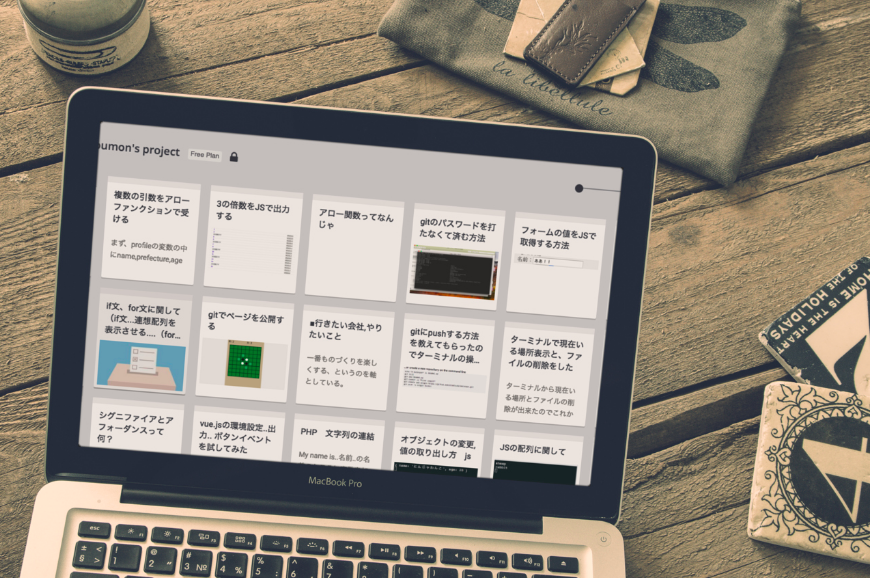 la libellule
oumon's project Free Plan
複数の引数をアロー
ファンクションで受
ける
まず、profileの変数の中
にname,prefecture,age
3の倍数をJSで出力
する
アロー関数ってなん
じゃ
gitのパスワードを打
たなくて済む方法
フォームの値をJSで
取得する方法
名前:
if文、for文に関して
（if文...連想配列を
表示させる....（for...
gitでページを公開す
る
■行きたい会社,やり
たいこと
一番ものづくりを楽し
くする、というのを軸
としている。
gitにpushする方法
を教えてもらったの
でターミナルの操...
ターミナルで現在い
る場所表示と、ファ
イルの削除をした
ターミナルから現在い
る場所とファイルの削
除が出来たのでこれか
シグニファイアとア
フォーダンスって
何？
vue.jsの環境設定..出
力.. ボタンイベント
を試してみた
PHP　文字列の連結
My name is..名前..の名
オブジェクトの変更,
値の取り出し方　js
JSの配列に関して
HOME IS THE HEART
OF THE HOLIDAYS
MacBook Pro
esc